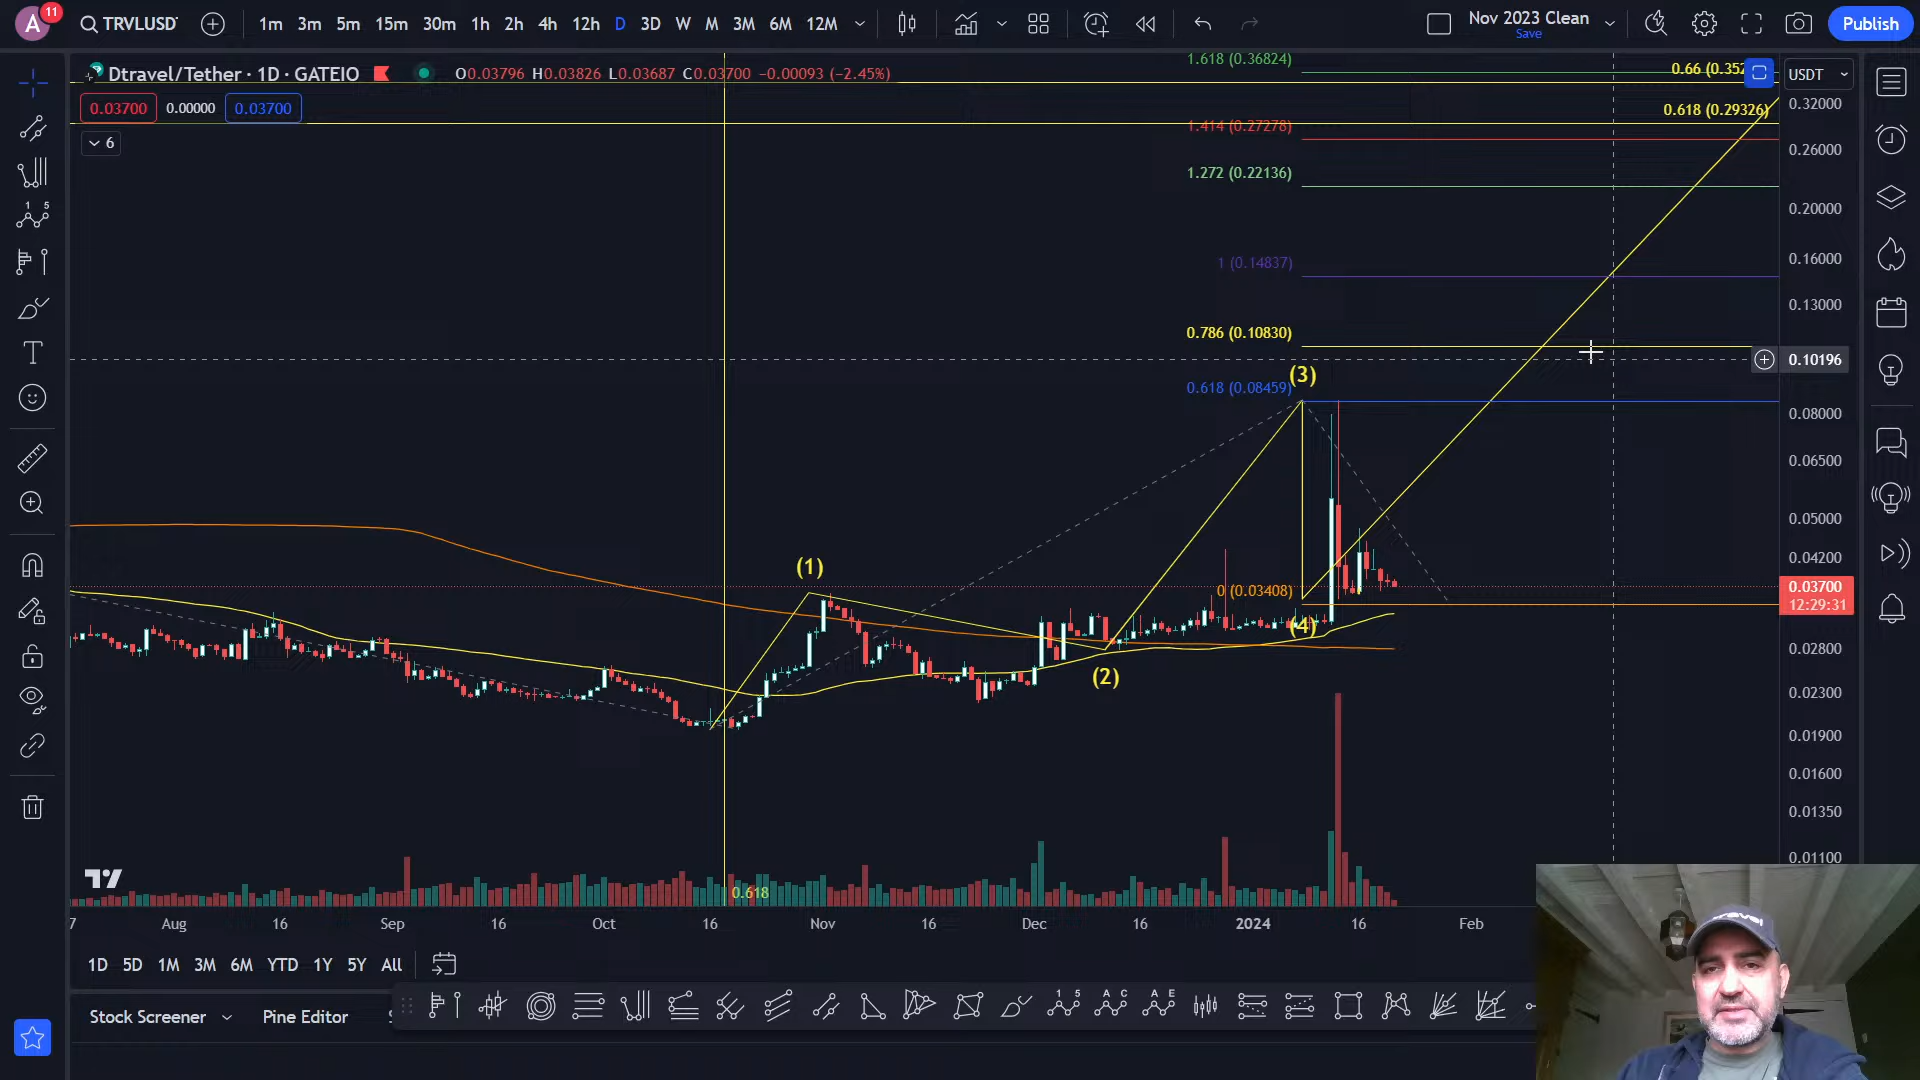 A
11
TRVLUSDT
1m 3m 5m 15m 30m 1h 2h 4h 12h D 3D W M 3M 6M 12M
Nov 2023 Clean
Save
Publish
Dtravel/Tether · 1D · GATEIO
O0.03796 H0.03826 L0.03687 C0.03700 −0.00093 (−2.45%)
0.03700 0.00000 0.03700
6
1.618 (0.36824)
0.618 (0.29326)
1.414 (0.27278)
1.272 (0.22136)
1 (0.14837)
0.786 (0.10830)
0.618 (0.08459)
0 (0.03408)
(1)
(2)
(3)
(4)
0.618
USDT
0.32000
0.26000
0.20000
0.16000
0.13000
0.10196
0.08000
0.06500
0.05000
0.04200
0.03700
12:29:31
0.02800
0.02300
0.01900
0.01600
0.01350
0.01100
7 Aug 16 Sep 16 Oct 16 Nov 16 Dec 16 2024 16 Feb
1D 5D 1M 3M 6M YTD 1Y 5Y All
Stock Screener Pine Editor
1 5
A C
A E